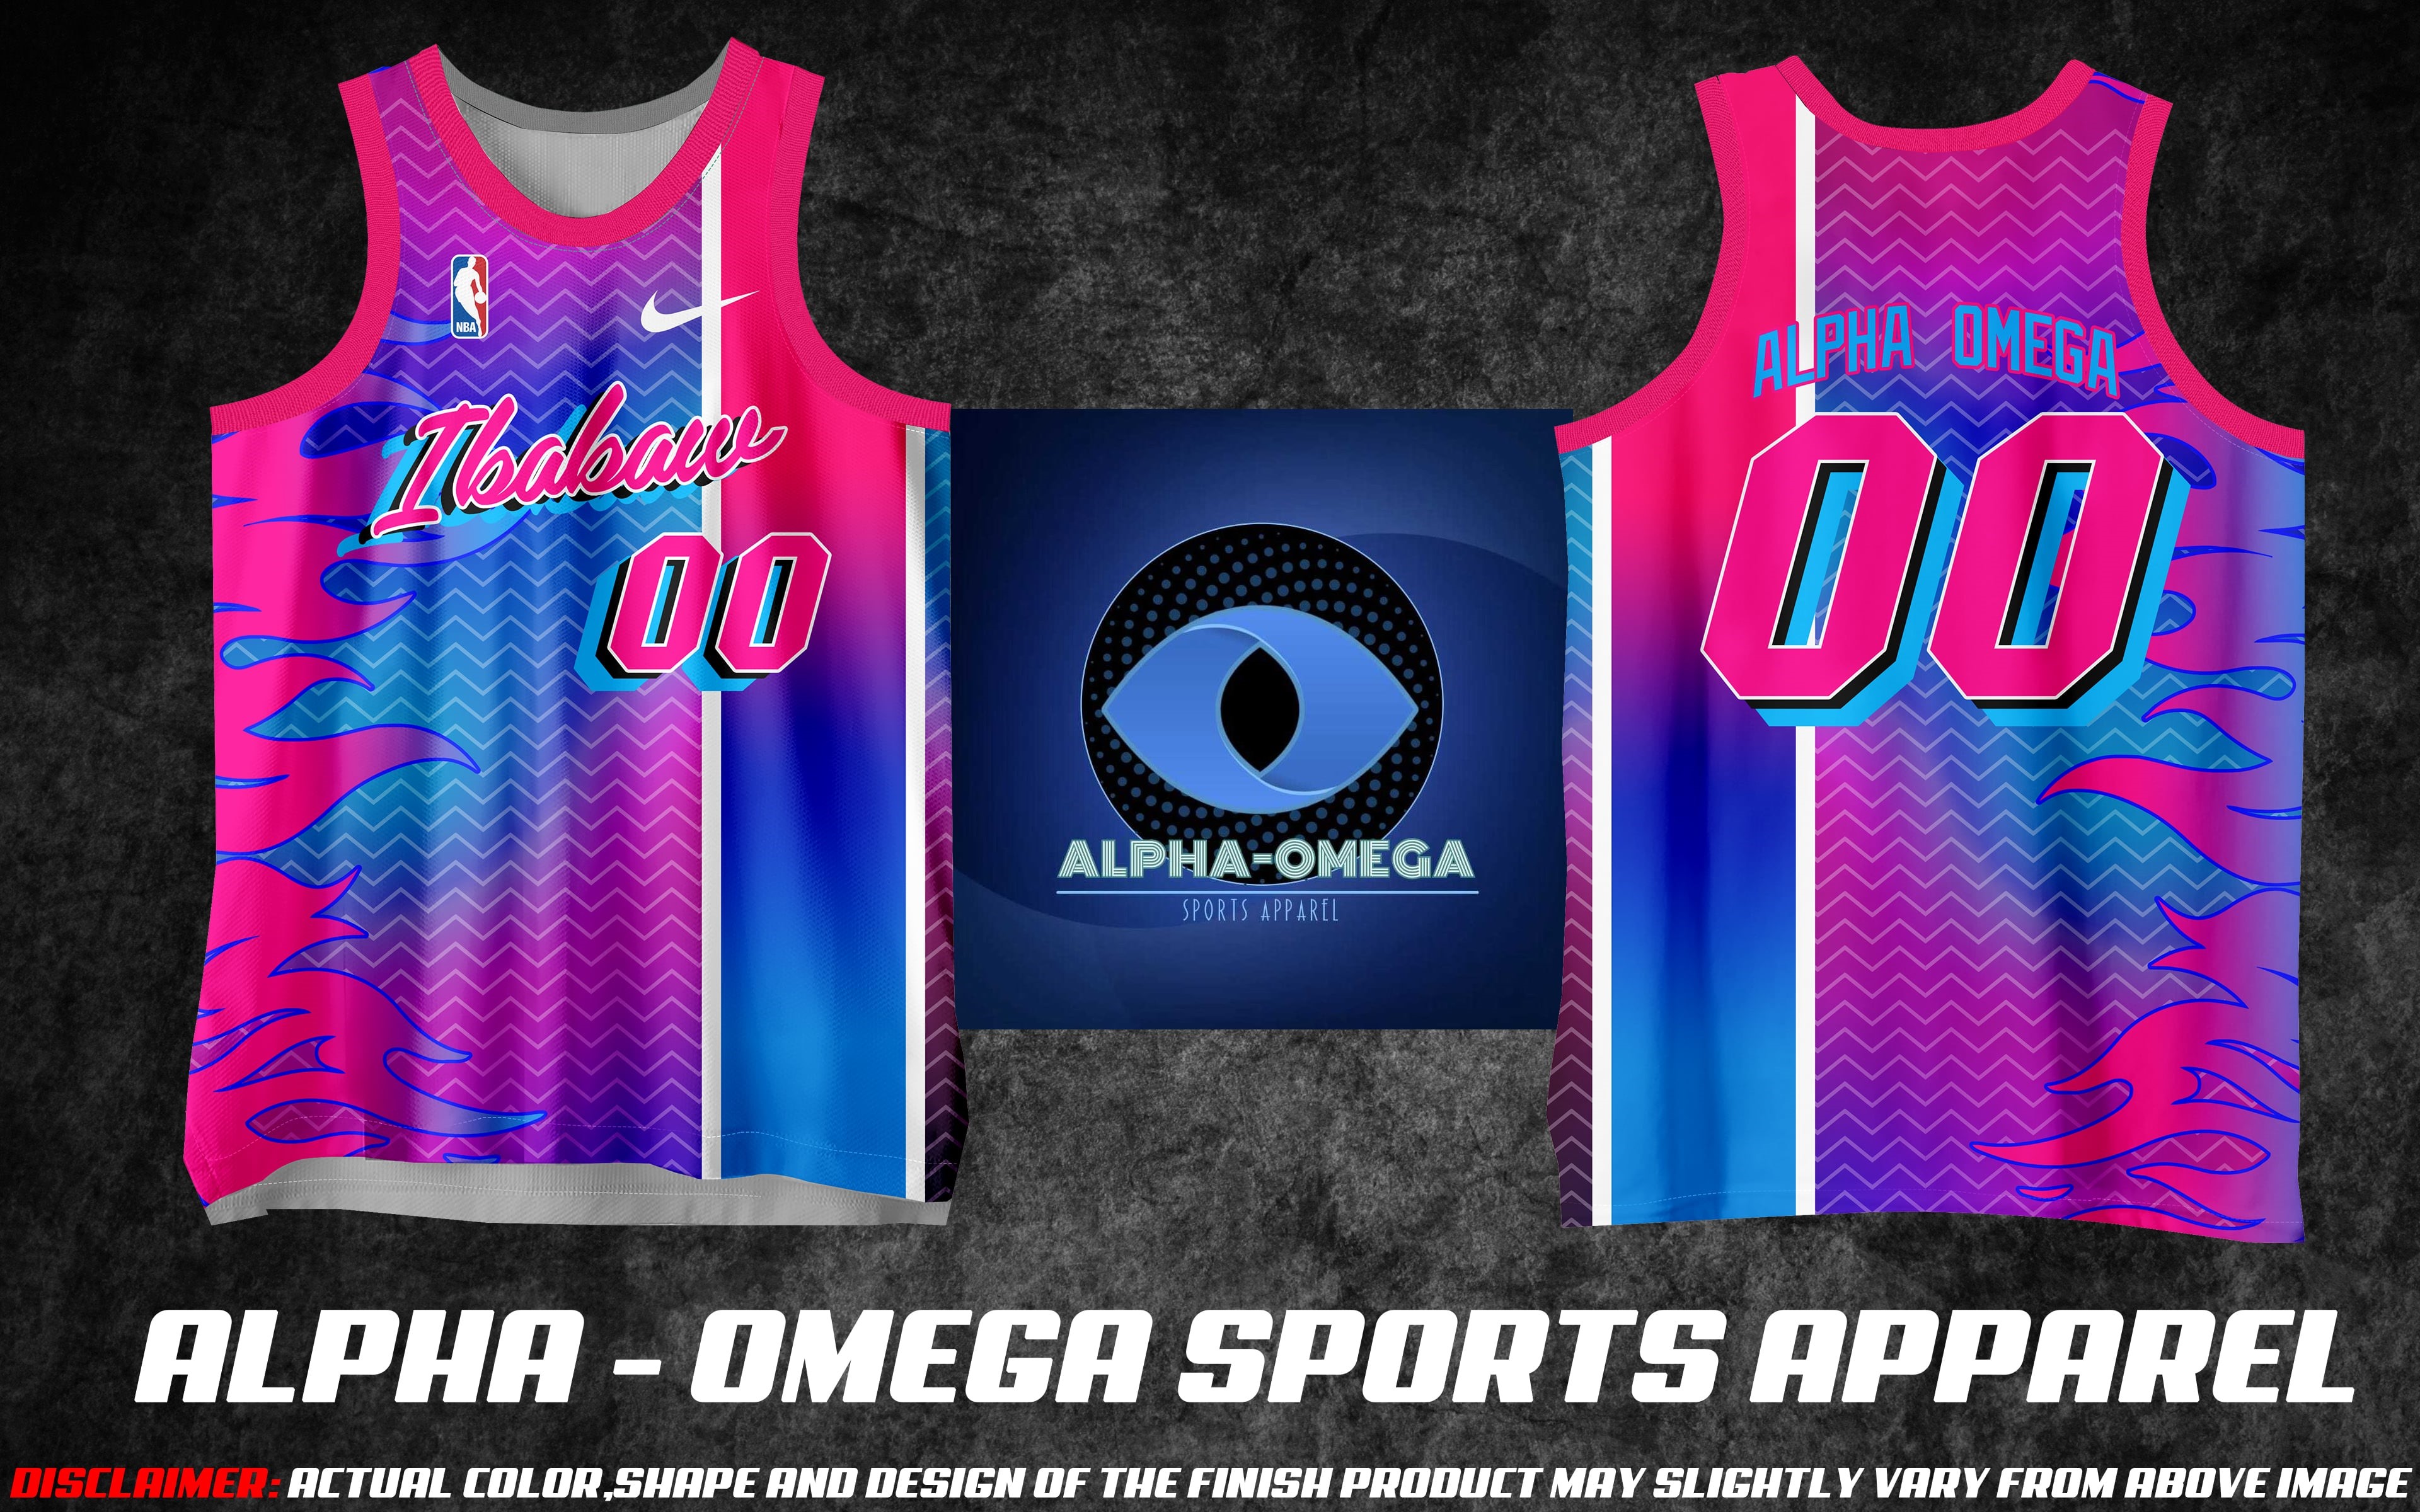 NBA
Ibabaw
00
ALPHA OMEGA
00
ALPHA-OMEGA
SPORTS APPAREL
ALPHA - OMEGA SPORTS APPAREL
DISCLAIMER: ACTUAL COLOR,SHAPE AND DESIGN OF THE FINISH PRODUCT MAY SLIGHTLY VARY FROM ABOVE IMAGE